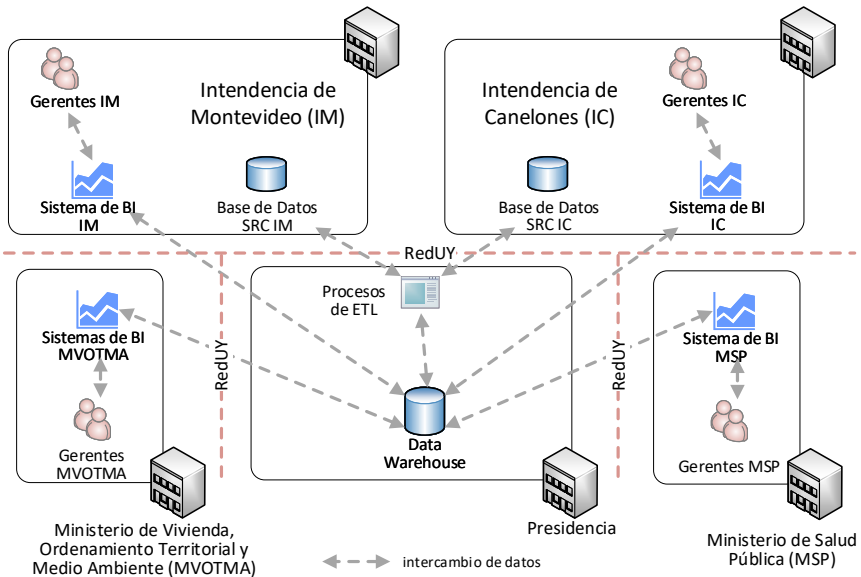 Gerentes IM
Intendencia de
Montevideo (IM)
Sistema de BI
IM
Base de Datos
SRC IM
Intendencia de
Canelones (IC)
Gerentes IC
Base de Datos
SRC IC
Sistema de BI
IC
RedUY
Sistemas de BI
MVOTMA
Gerentes
MVOTMA
RedUY
Procesos
de ETL
Data
Warehouse
RedUY
Sistema de BI
MSP
Gerentes MSP
Ministerio de Vivienda,
Ordenamiento Territorial y
Medio Ambiente (MVOTMA)
Presidencia
Ministerio de Salud
Pública (MSP)
intercambio de datos